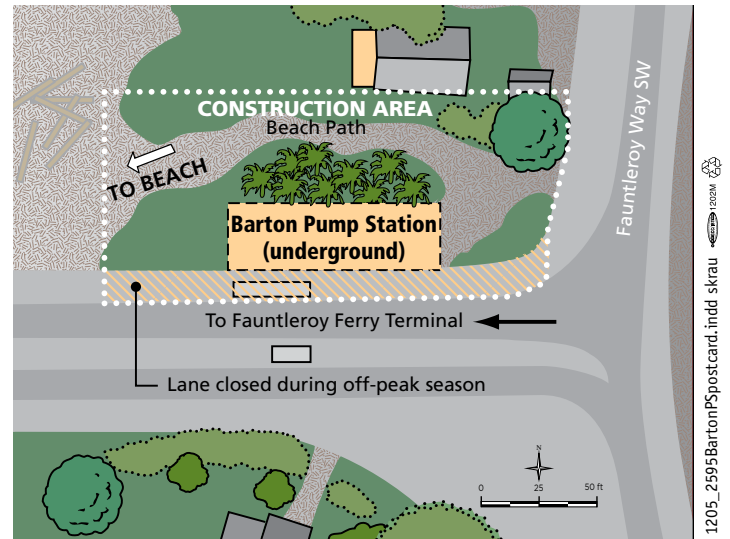 CONSTRUCTION AREA
Beach Path
TO BEACH
Barton Pump Station
(underground)
To Fauntleroy Ferry Terminal
Lane closed during off-peak season
Fauntleroy Way SW
N
0 25 50 ft
1205_2595BartonPSpostcard.indd skrau
1202M